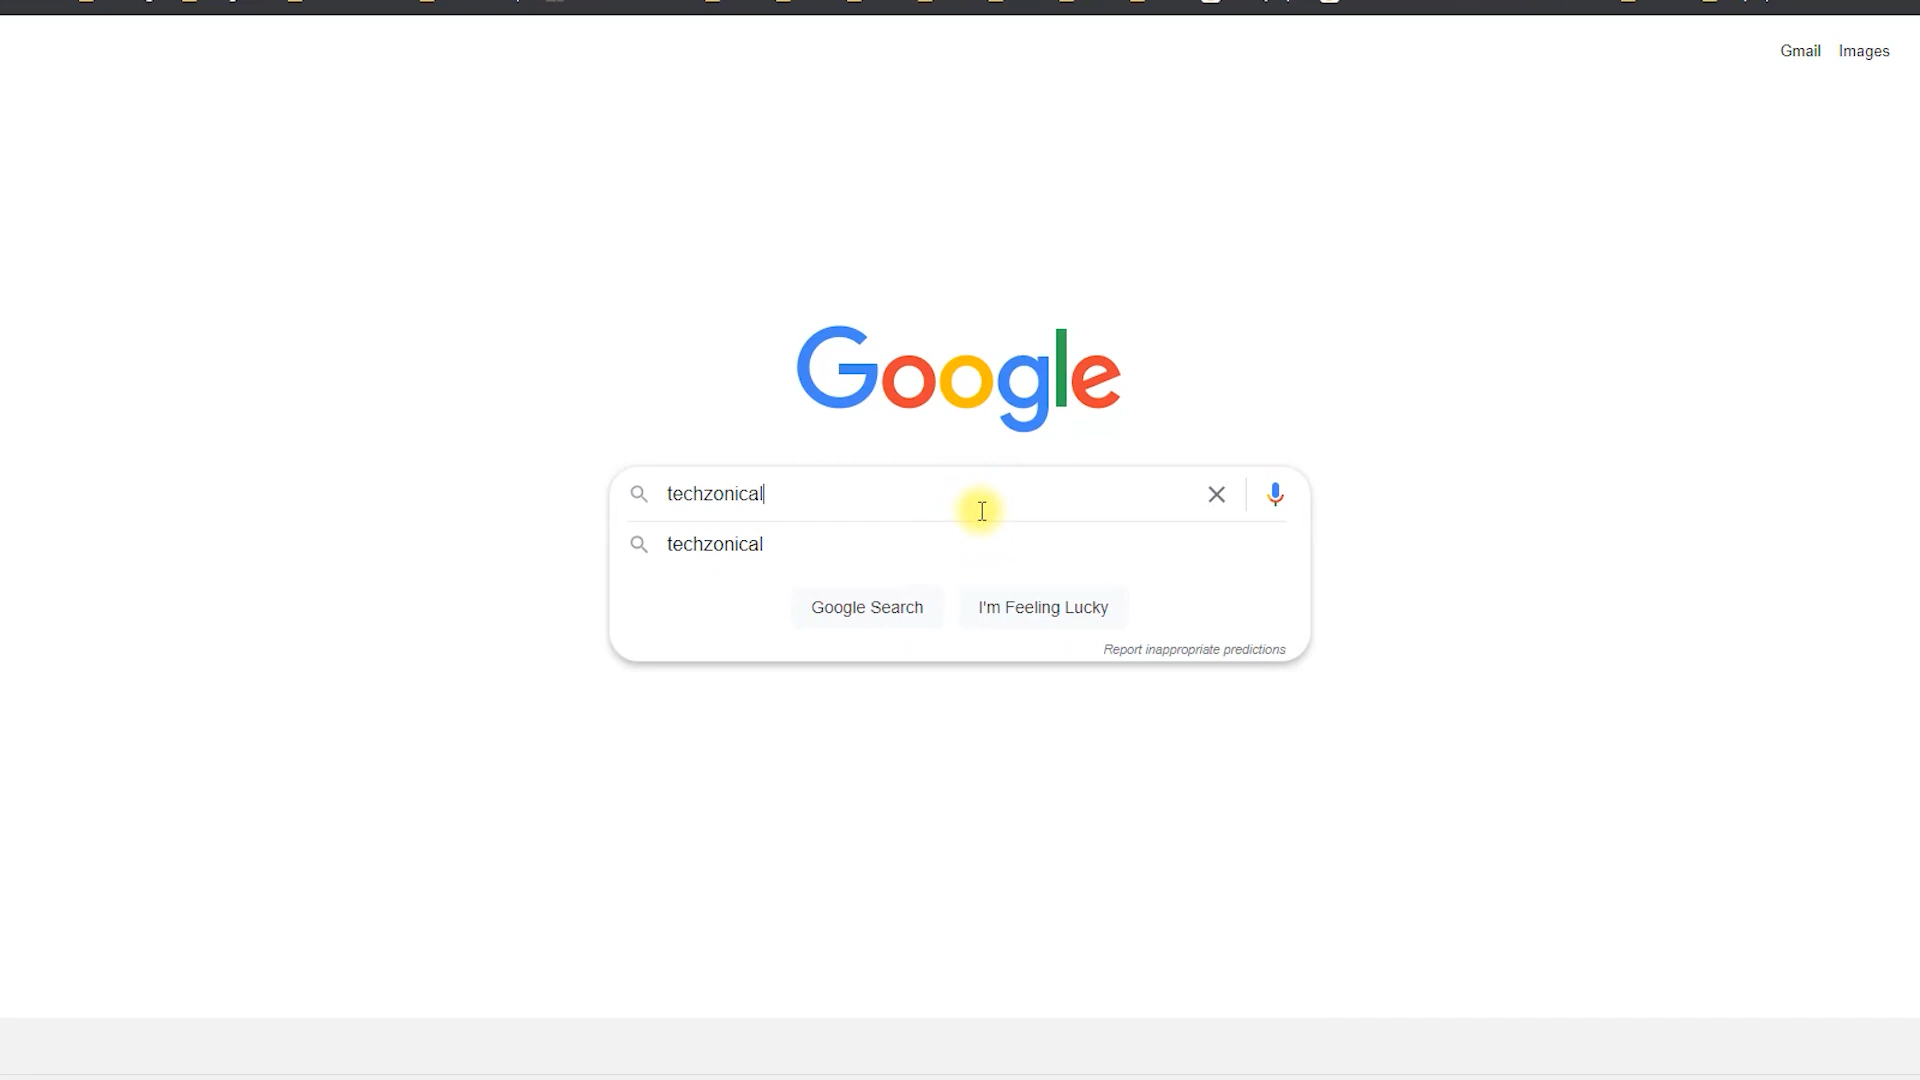 Gmail Images
Google
techzonical
techzonical
Google Search I'm Feeling Lucky
Report inappropriate predictions